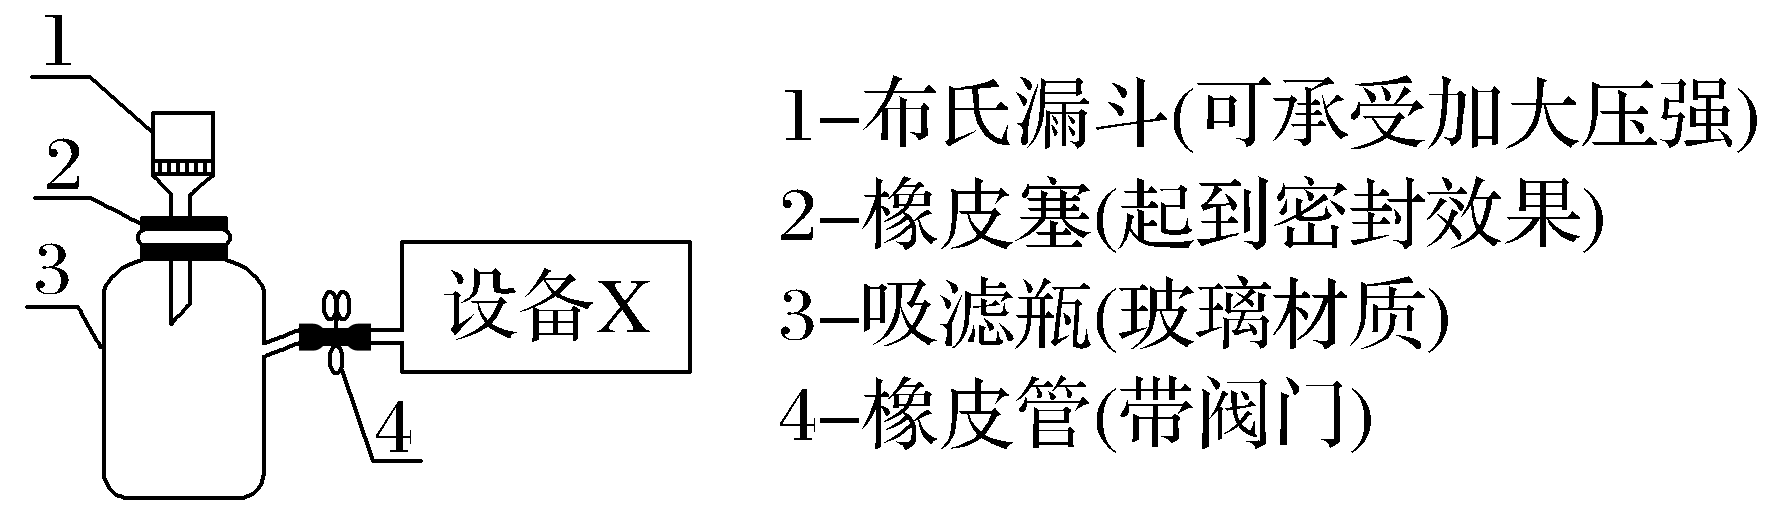 1
2
3
4
设备X
1-布氏漏斗(可承受加大压强)
2-橡皮塞(起到密封效果)
3-吸滤瓶(玻璃材质)
4-橡皮管(带阀门)